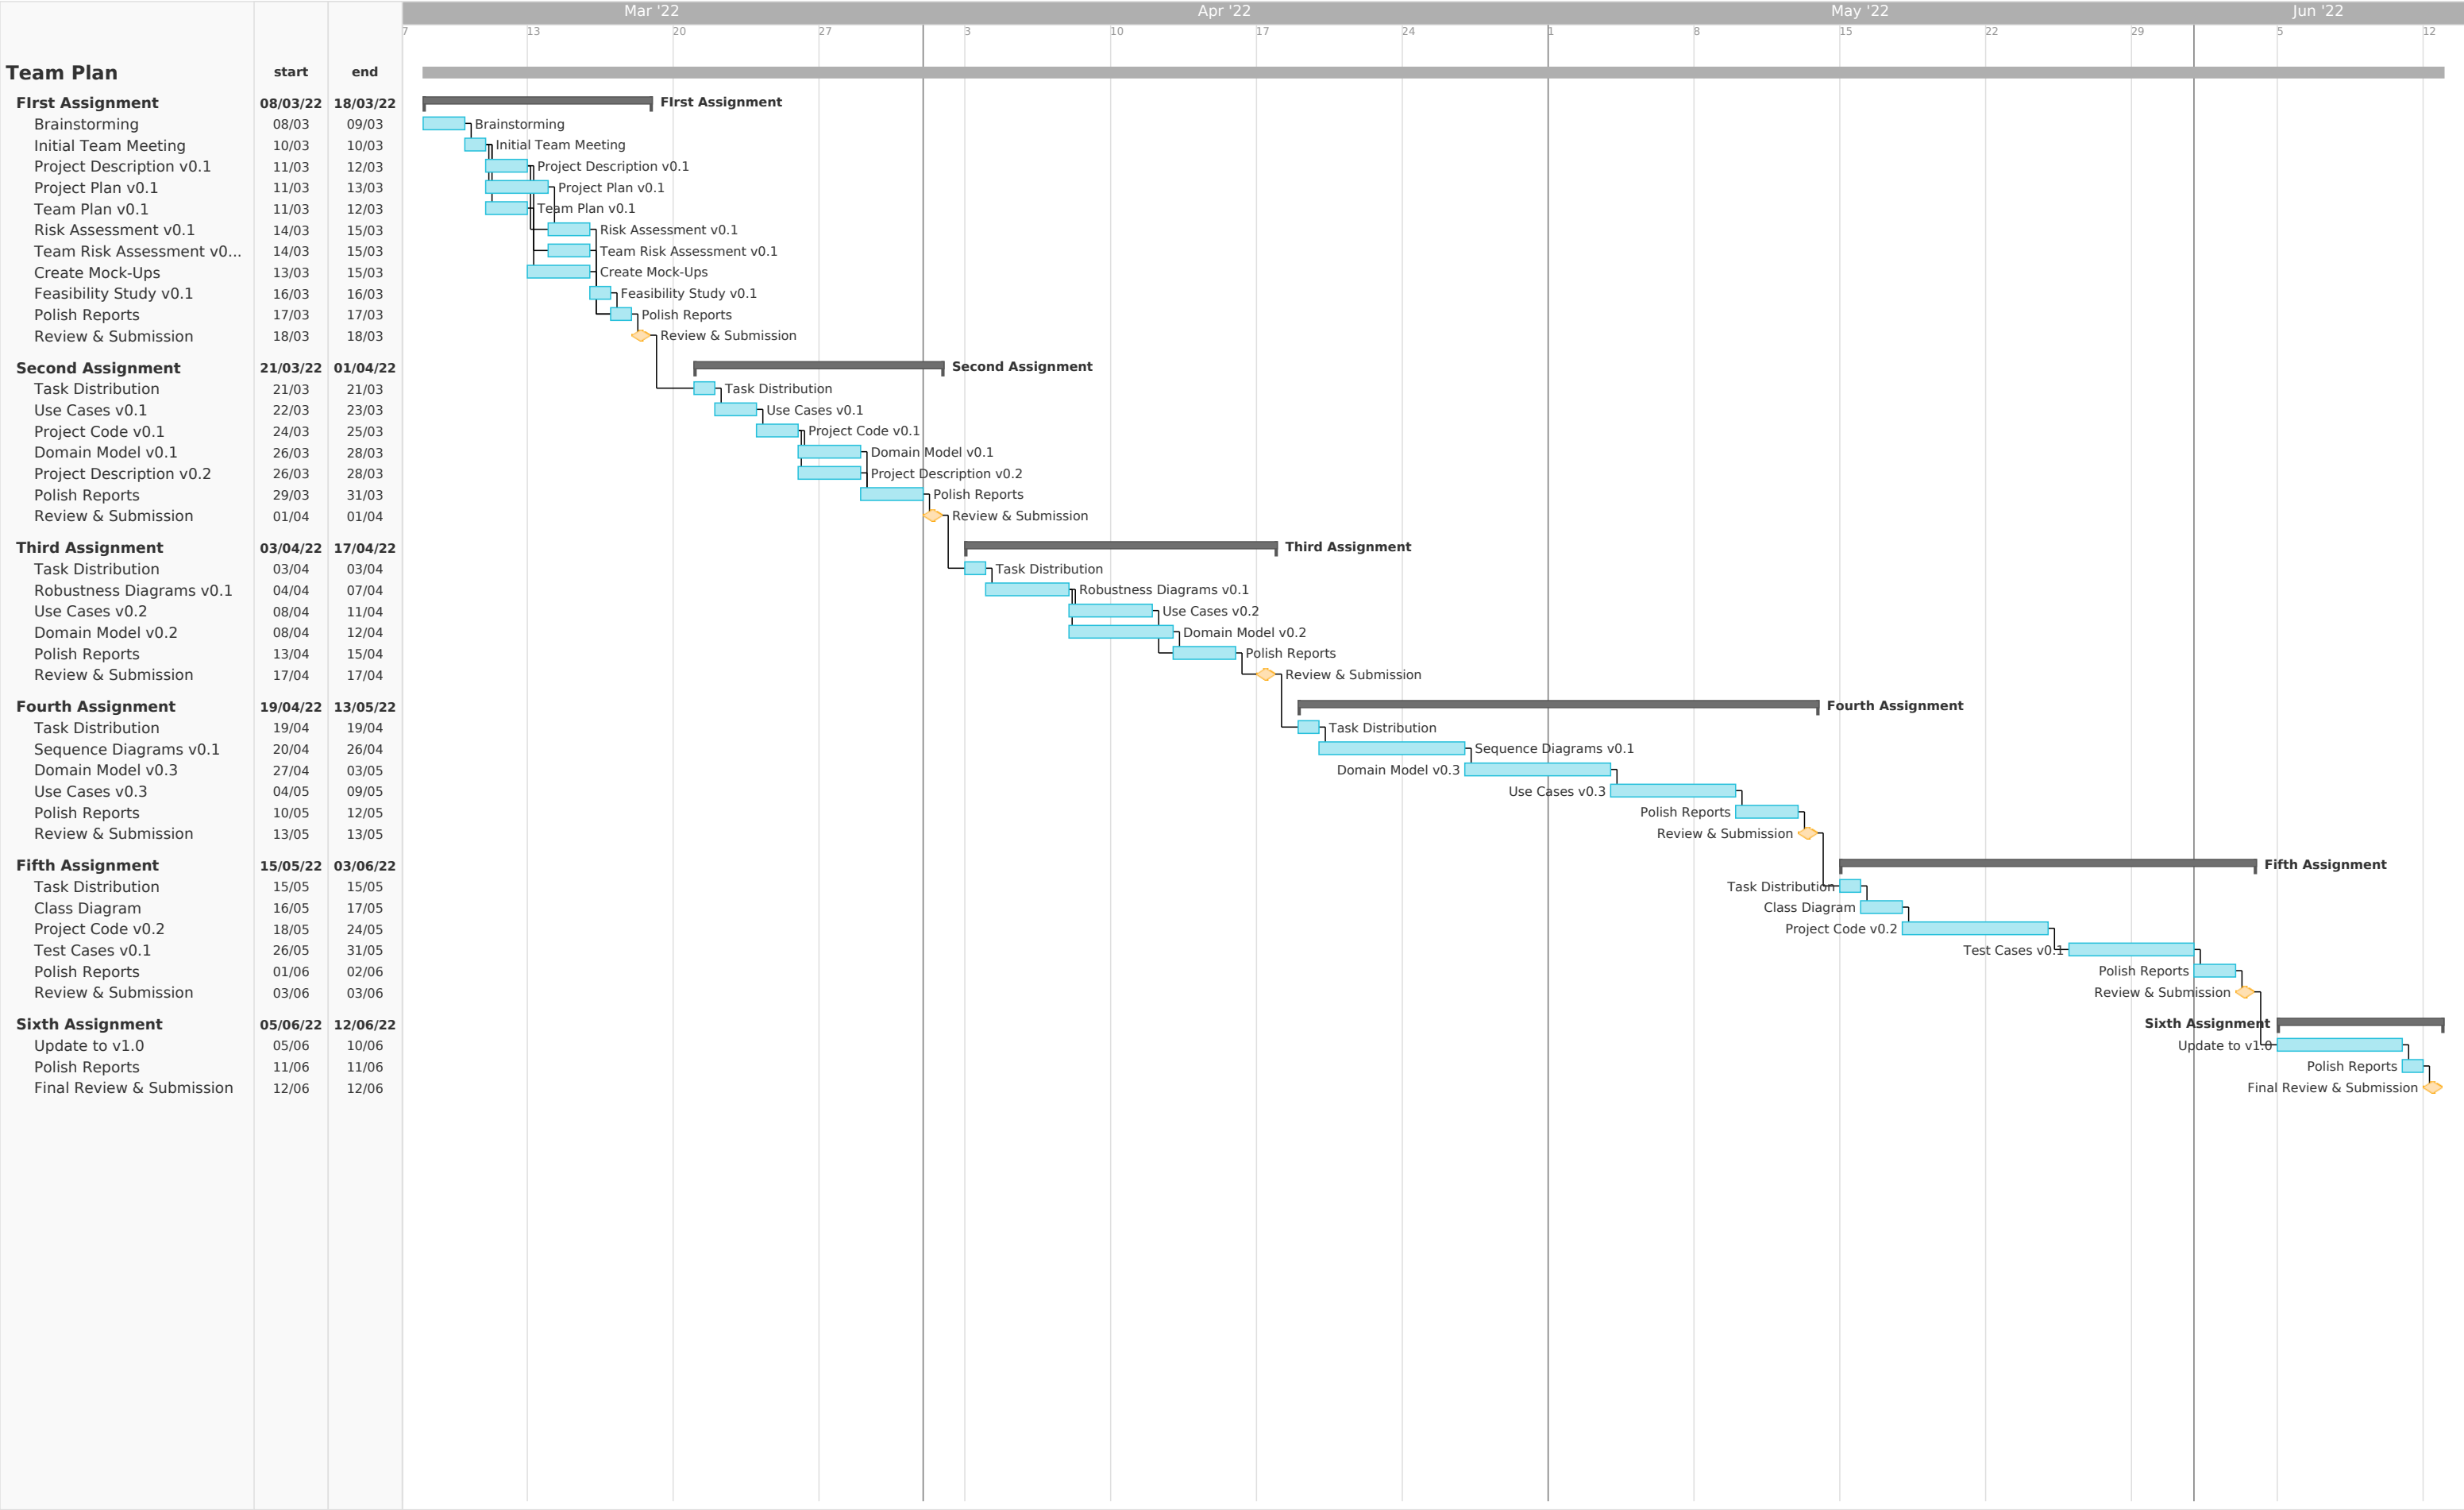 Mar '22 Apr '22 May '22 Jun '22
7 13 20 27 3 10 17 24 1 8 15 22 29 5 12
Team Plan start end
FIrst Assignment 08/03/22 18/03/22 FIrst Assignment
Brainstorming 08/03 09/03 Brainstorming
Initial Team Meeting 10/03 10/03 Initial Team Meeting
Project Description v0.1 11/03 12/03 Project Description v0.1
Project Plan v0.1 11/03 13/03 Project Plan v0.1
Team Plan v0.1 11/03 12/03 Team Plan v0.1
Risk Assessment v0.1 14/03 15/03 Risk Assessment v0.1
Team Risk Assessment v0... 14/03 15/03 Team Risk Assessment v0.1
Create Mock-Ups 13/03 15/03 Create Mock-Ups
Feasibility Study v0.1 16/03 16/03 Feasibility Study v0.1
Polish Reports 17/03 17/03 Polish Reports
Review & Submission 18/03 18/03 Review & Submission
Second Assignment 21/03/22 01/04/22 Second Assignment
Task Distribution 21/03 21/03 Task Distribution
Use Cases v0.1 22/03 23/03 Use Cases v0.1
Project Code v0.1 24/03 25/03 Project Code v0.1
Domain Model v0.1 26/03 28/03 Domain Model v0.1
Project Description v0.2 26/03 28/03 Project Description v0.2
Polish Reports 29/03 31/03 Polish Reports
Review & Submission 01/04 01/04 Review & Submission
Third Assignment 03/04/22 17/04/22 Third Assignment
Task Distribution 03/04 03/04 Task Distribution
Robustness Diagrams v0.1 04/04 07/04 Robustness Diagrams v0.1
Use Cases v0.2 08/04 11/04 Use Cases v0.2
Domain Model v0.2 08/04 12/04 Domain Model v0.2
Polish Reports 13/04 15/04 Polish Reports
Review & Submission 17/04 17/04 Review & Submission
Fourth Assignment 19/04/22 13/05/22 Fourth Assignment
Task Distribution 19/04 19/04 Task Distribution
Sequence Diagrams v0.1 20/04 26/04 Sequence Diagrams v0.1
Domain Model v0.3 27/04 03/05 Domain Model v0.3
Use Cases v0.3 04/05 09/05 Use Cases v0.3
Polish Reports 10/05 12/05 Polish Reports
Review & Submission 13/05 13/05 Review & Submission
Fifth Assignment 15/05/22 03/06/22 Fifth Assignment
Task Distribution 15/05 15/05 Task Distribution
Class Diagram 16/05 17/05 Class Diagram
Project Code v0.2 18/05 24/05 Project Code v0.2
Test Cases v0.1 26/05 31/05 Test Cases v0.1
Polish Reports 01/06 02/06 Polish Reports
Review & Submission 03/06 03/06 Review & Submission
Sixth Assignment 05/06/22 12/06/22 Sixth Assignment
Update to v1.0 05/06 10/06 Update to v1.0
Polish Reports 11/06 11/06 Polish Reports
Final Review & Submission 12/06 12/06 Final Review & Submission